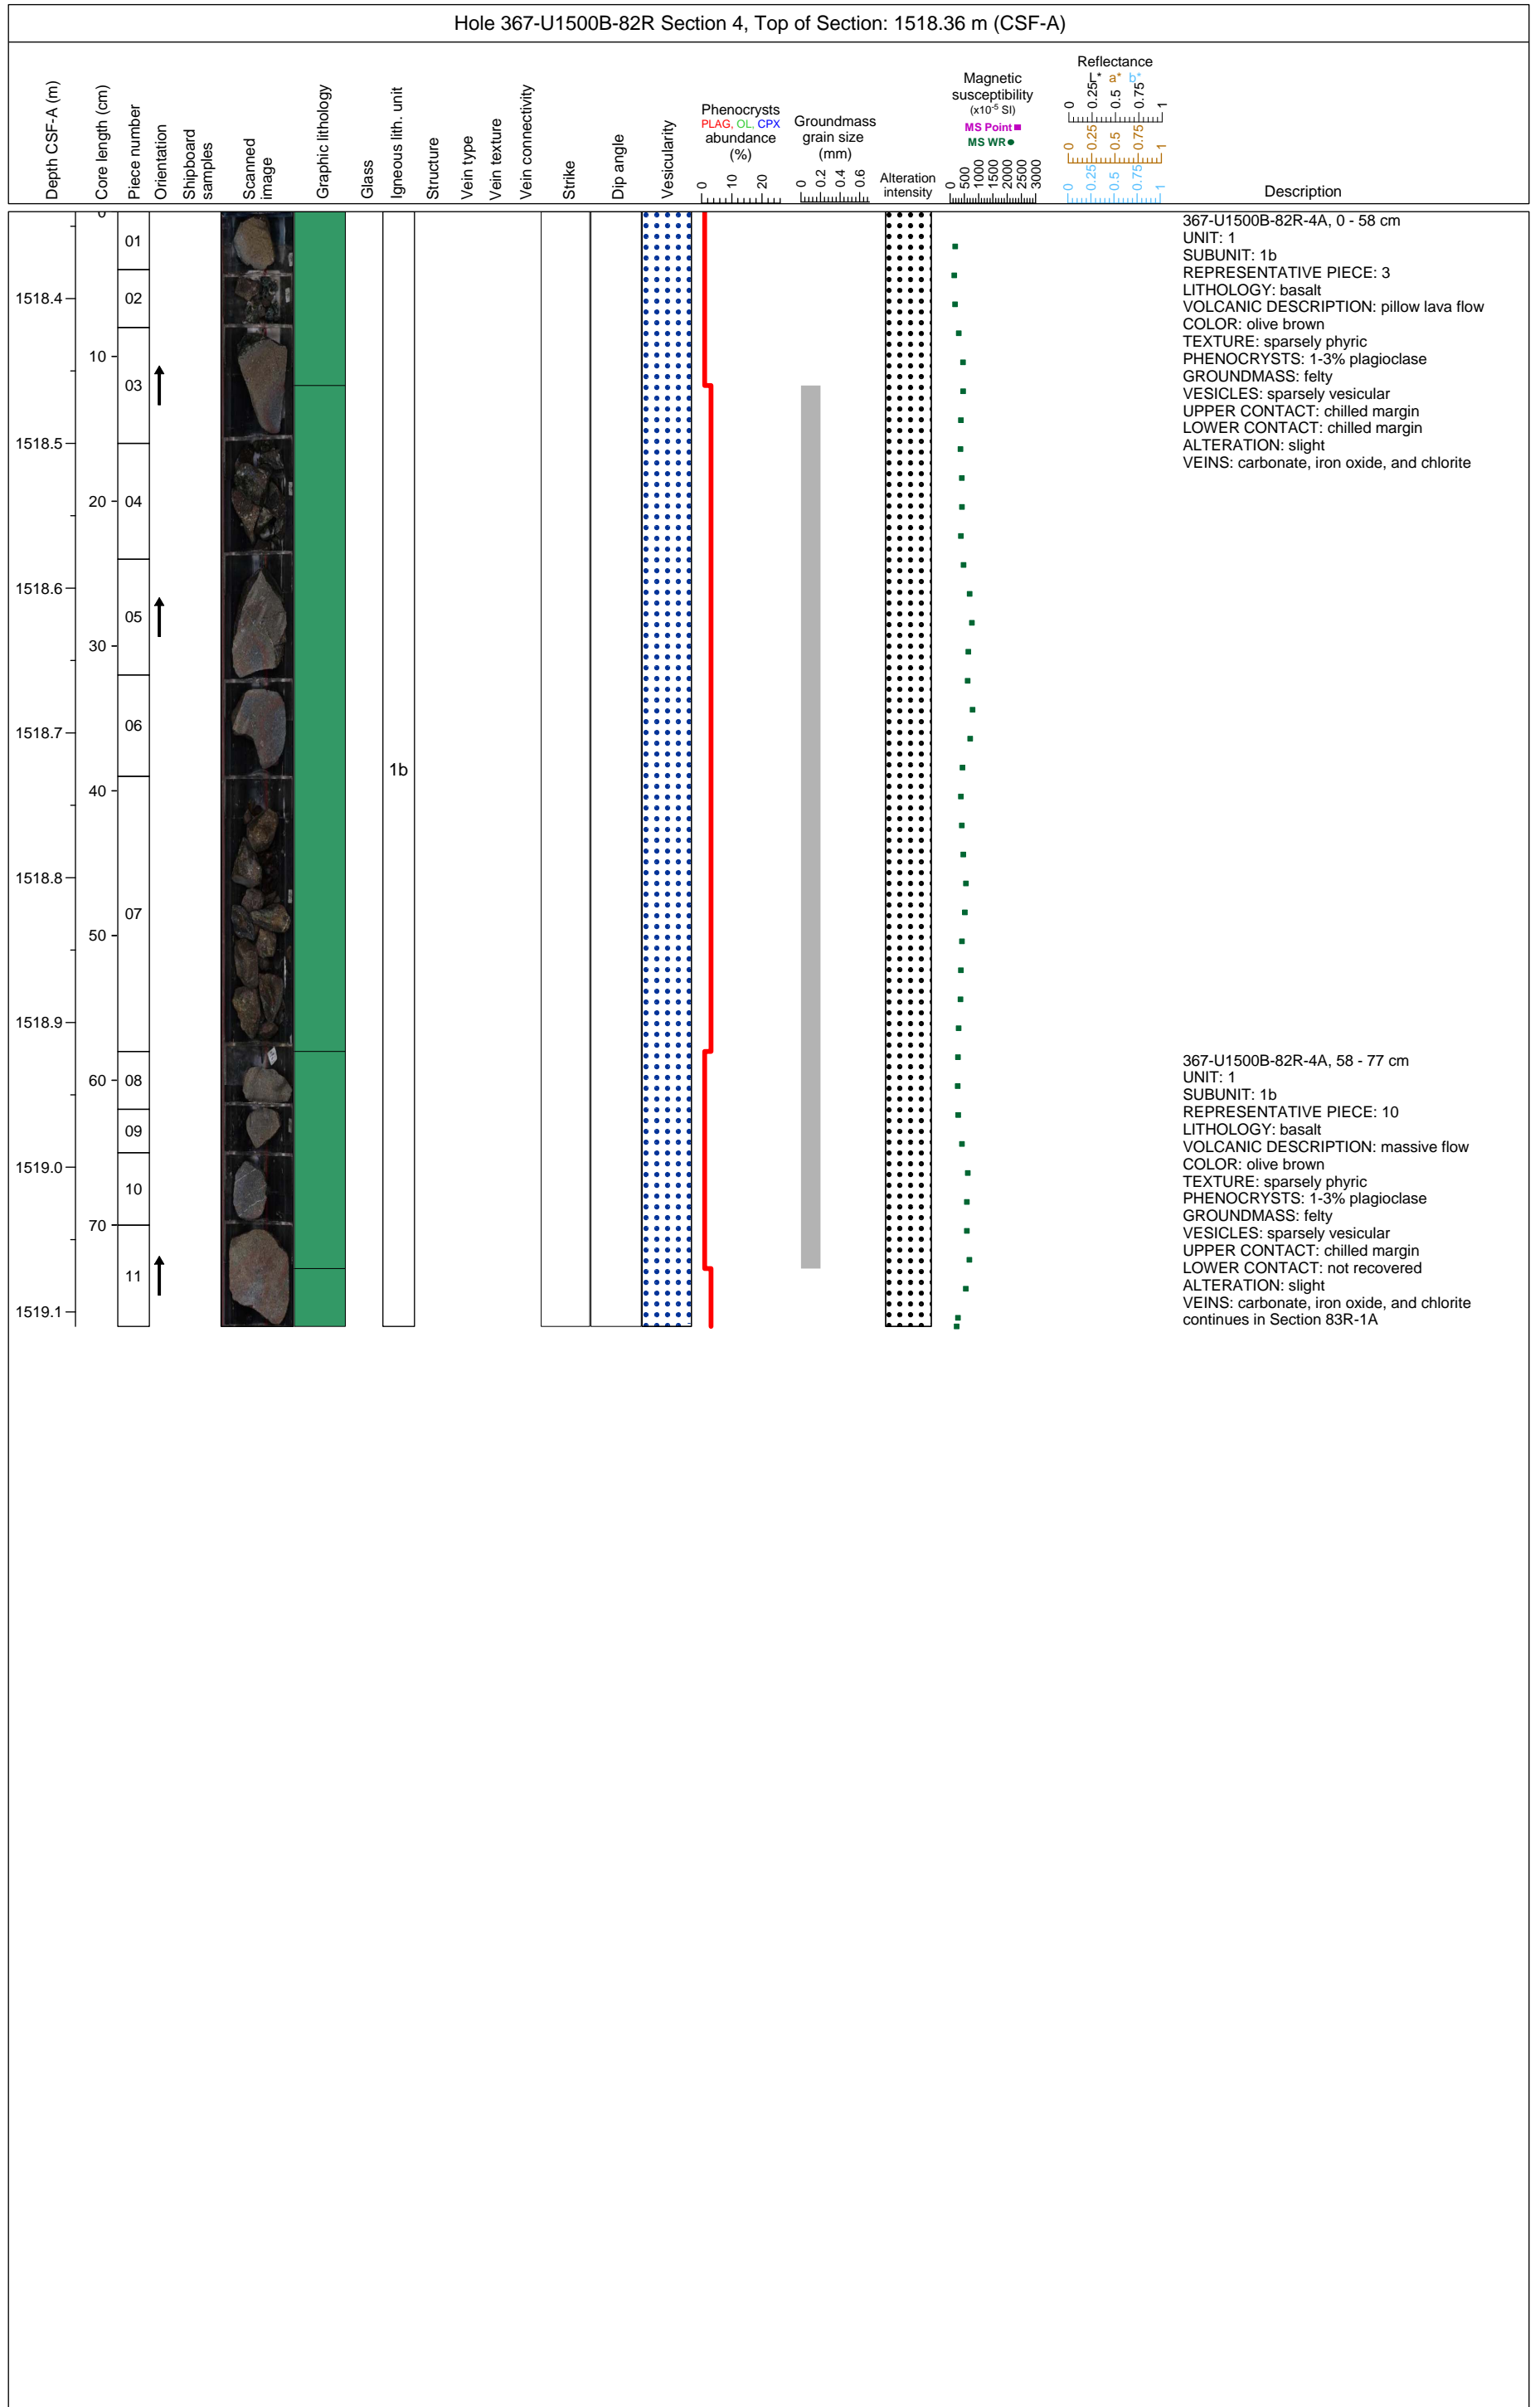 Hole 367-U1500B-82R Section 4, Top of Section: 1518.36 m (CSF-A)
Depth CSF-A (m)
Core length (cm)
Piece number
Orientation
Shipboard
samples
Scanned
image
Graphic lithology
Glass
Igneous lith. unit
Structure
Vein type
Vein texture
Vein connectivity
Strike
Dip angle
Vesicularity
Phenocrysts
PLAG, OL, CPX
abundance
(%)
0 10 20
Groundmass
grain size
(mm)
0 0.2 0.4 0.6
Alteration
intensity
Magnetic
susceptibility
(x10⁻⁵ SI)
MS Point
MS WR
0 500 1000 1500 2000 2500 3000
Reflectance
L* a* b*
0 0.25 0.5 0.75 1
0 0.25 0.5 0.75 1
0 0.25 0.5 0.75 1
Description
1518.4
1518.5
1518.6
1518.7
1518.8
1518.9
1519.0
1519.1
0
10
20
30
40
50
60
70
01
02
03
04
05
06
07
08
09
10
11
1b
367-U1500B-82R-4A, 0 - 58 cm
UNIT: 1
SUBUNIT: 1b
REPRESENTATIVE PIECE: 3
LITHOLOGY: basalt
VOLCANIC DESCRIPTION: pillow lava flow
COLOR: olive brown
TEXTURE: sparsely phyric
PHENOCRYSTS: 1-3% plagioclase
GROUNDMASS: felty
VESICLES: sparsely vesicular
UPPER CONTACT: chilled margin
LOWER CONTACT: chilled margin
ALTERATION: slight
VEINS: carbonate, iron oxide, and chlorite
367-U1500B-82R-4A, 58 - 77 cm
UNIT: 1
SUBUNIT: 1b
REPRESENTATIVE PIECE: 10
LITHOLOGY: basalt
VOLCANIC DESCRIPTION: massive flow
COLOR: olive brown
TEXTURE: sparsely phyric
PHENOCRYSTS: 1-3% plagioclase
GROUNDMASS: felty
VESICLES: sparsely vesicular
UPPER CONTACT: chilled margin
LOWER CONTACT: not recovered
ALTERATION: slight
VEINS: carbonate, iron oxide, and chlorite
continues in Section 83R-1A